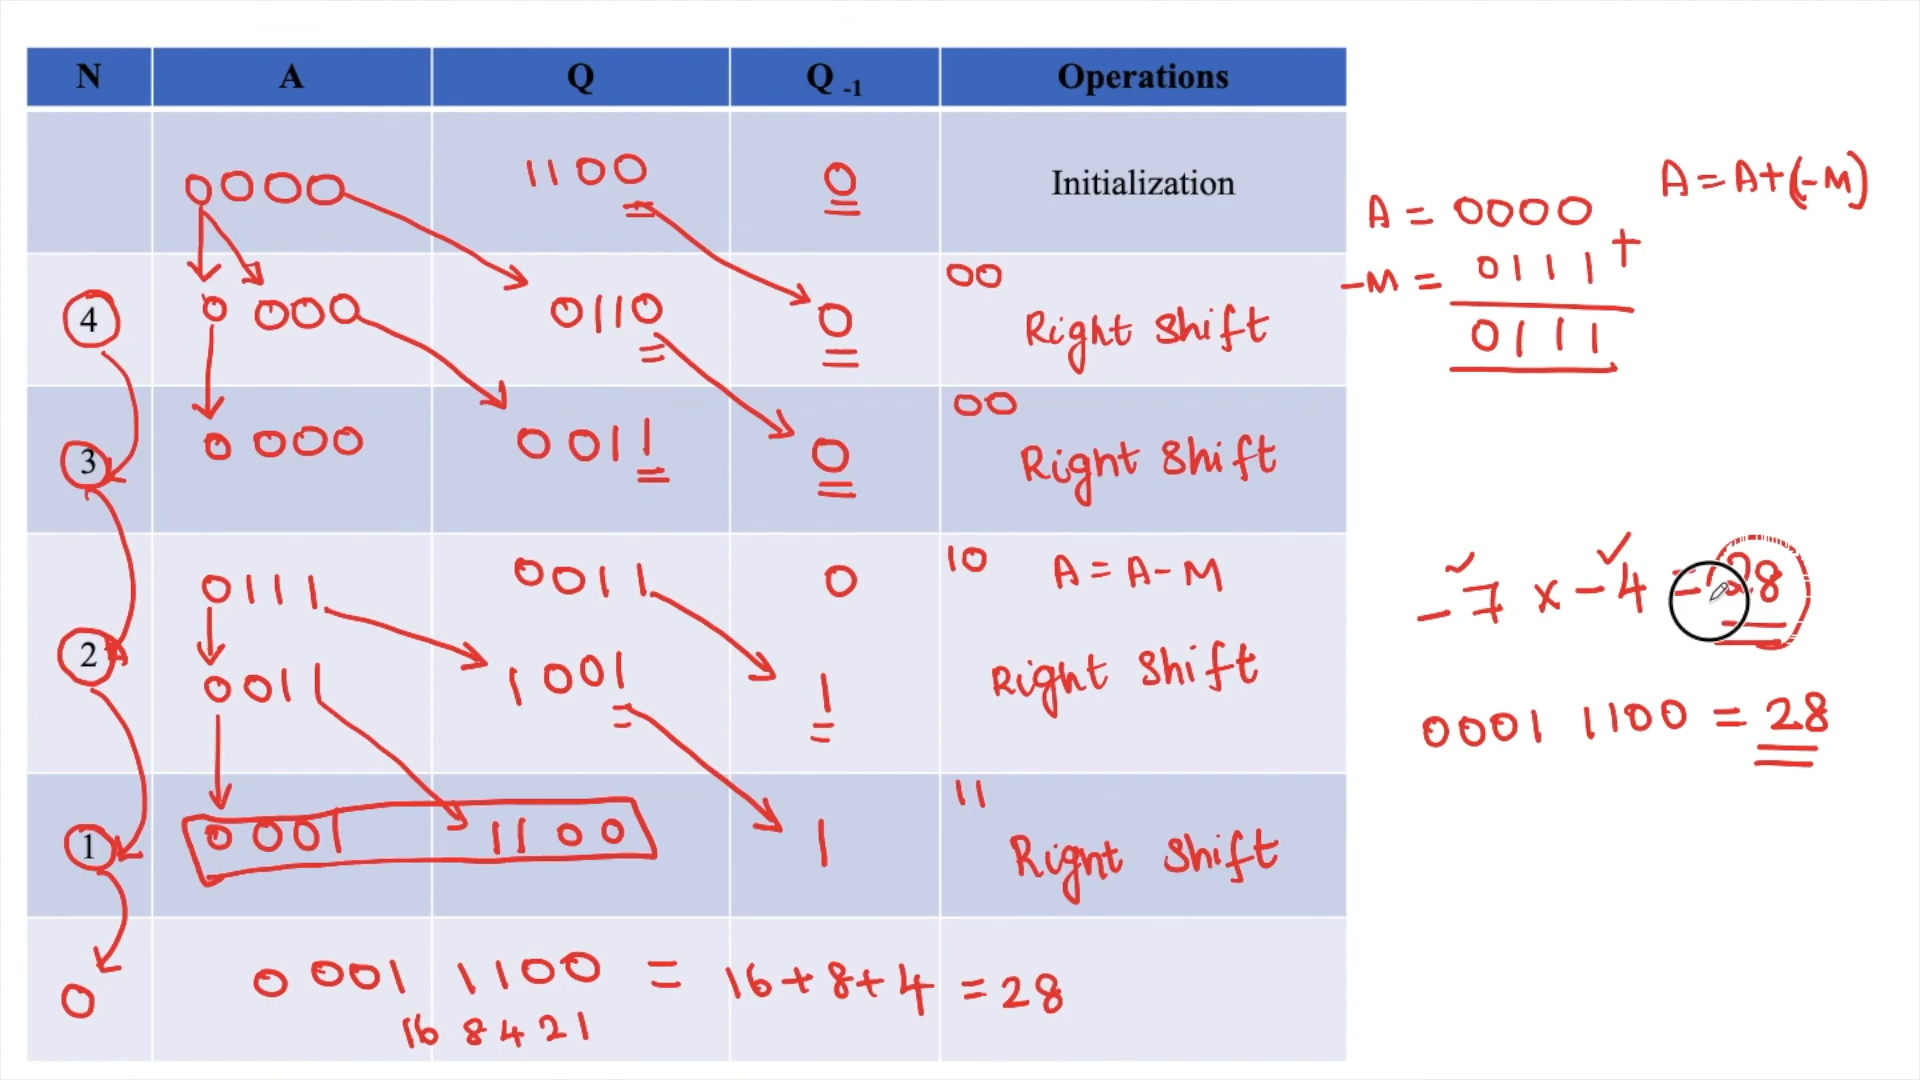 N A Q Q -1 Operations
0000 1100 0 Initialization
4 0 000 0110 0 00 Right Shift
3 0 000 0011 0 00 Right Shift
0111 0011 0 10 A = A - M
2 0011 1001 1 Right Shift
1 0001 1100 1 11 Right Shift
0 0001 1100 = 16+8+4 = 28
16 8 4 2 1
A = A+(-M)
A = 0000
-M = 0111 +
0111
-7 x -4 = 28
0001 1100 = 28